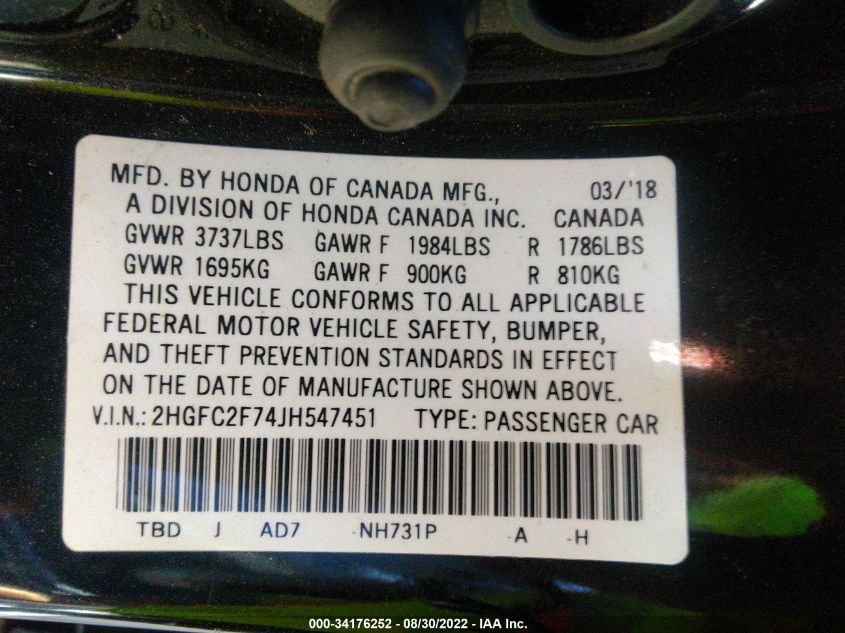 MFD. BY HONDA OF CANADA MFG., 03/'18
A DIVISION OF HONDA CANADA INC. CANADA
GVWR 3737LBS GAWR F 1984LBS R 1786LBS
GVWR 1695KG GAWR F 900KG R 810KG
THIS VEHICLE CONFORMS TO ALL APPLICABLE
FEDERAL MOTOR VEHICLE SAFETY, BUMPER,
AND THEFT PREVENTION STANDARDS IN EFFECT
ON THE DATE OF MANUFACTURE SHOWN ABOVE.
V.I.N.: 2HGFC2F74JH547451 TYPE: PASSENGER CAR
TBD J AD7 NH731P -A -H
000-34176252 - 08/30/2022 - IAA Inc.